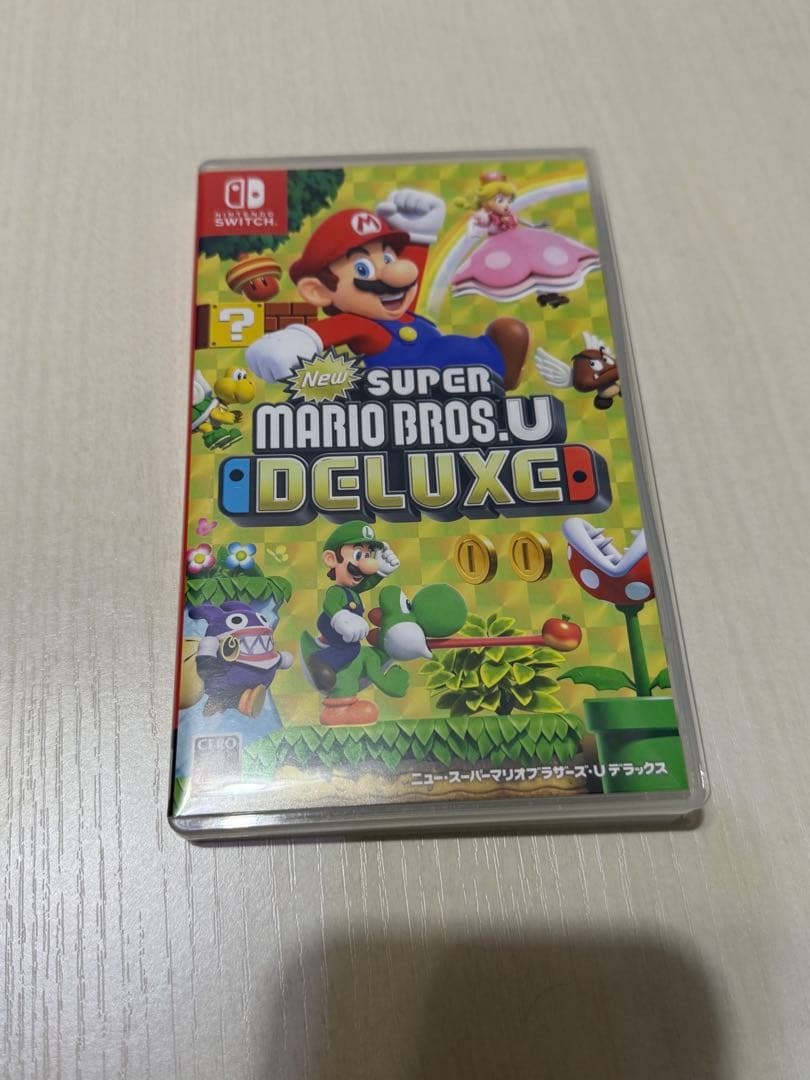 NINTENDO
SWITCH
M
?
New SUPER
MARIO BROS.U
DELUXE
L
CERO
ニュー・スーパーマリオブラザーズ・U デラックス